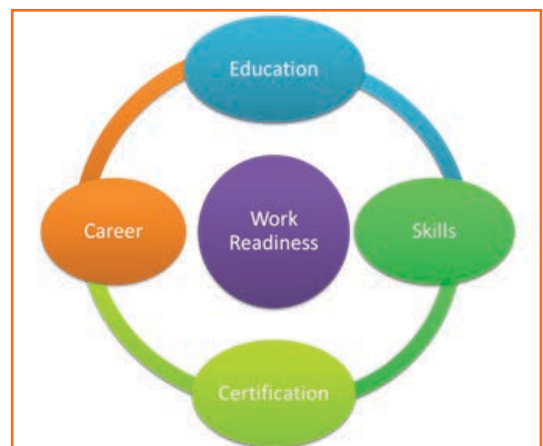 Education
Career
Work
Readiness
Skills
Certification